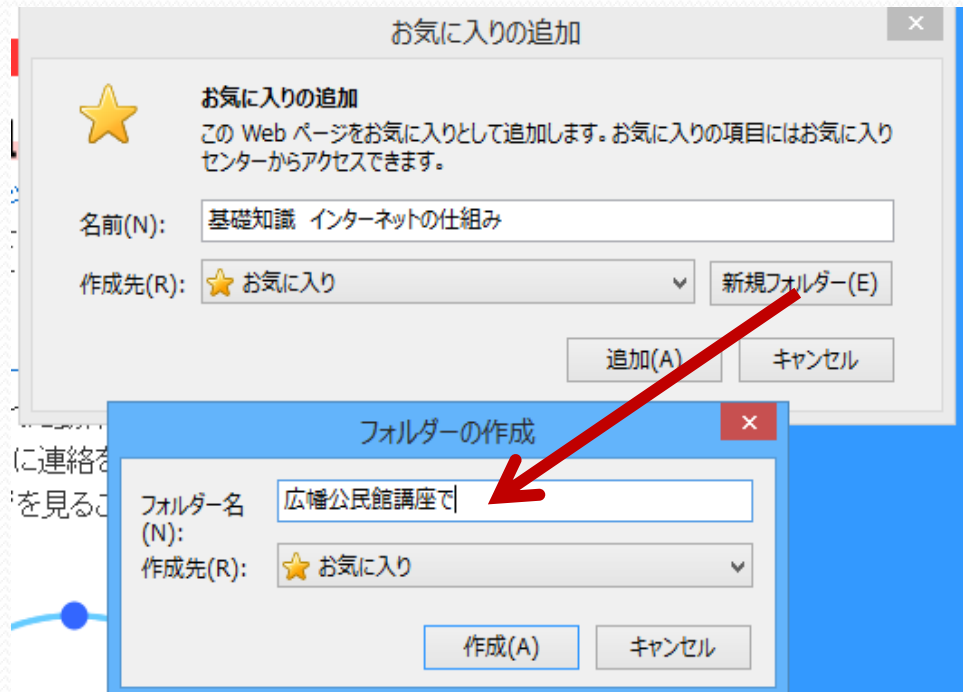 お気に入りの追加
お気に入りの追加
この Web ページをお気に入りとして追加します。お気に入りの項目にはお気に入り
センターからアクセスできます。
名前(N):
基礎知識 インターネットの仕組み
作成先(R):
お気に入り
新規フォルダー(E)
追加(A)
キャンセル
に連絡を
を見るこ
フォルダーの作成
フォルダー名
(N):
広幡公民館講座で
作成先(R):
お気に入り
作成(A)
キャンセル